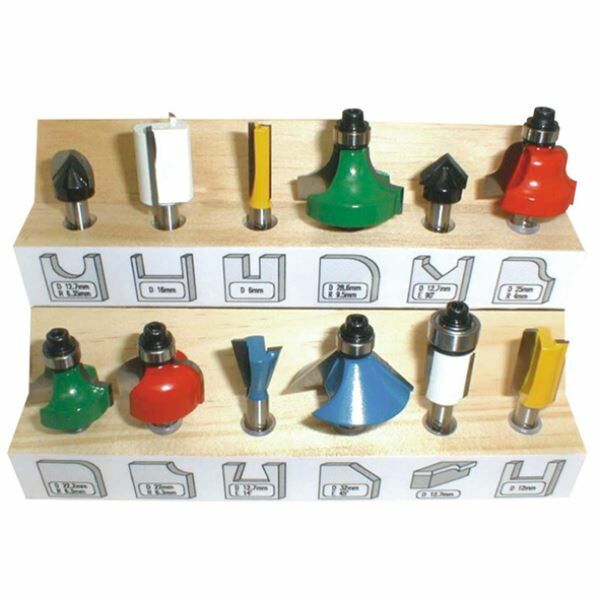 D 12,7mm
R 6,35mm
D 16mm
D 6mm
D 28,6mm
R 9,5mm
D 12,7mm
E 90°
D 25mm
R 4mm
D 22,2mm
R 6,3mm
D 22mm
R 6,3mm
D 12,7mm
E 14°
D 32mm
E 45°
D 12,7mm
D 12mm